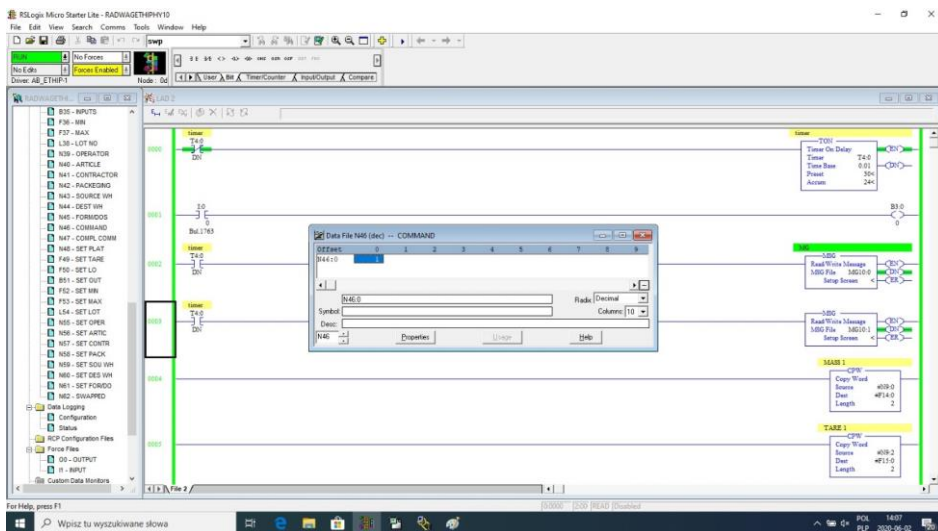 RSLogix Micro Starter Lite - RADWAGETHIPHY10
File Edit View Search Comms Tools Window Help
swp
RUN No Forces
No Edits Forces Enabled
Driver: AB_ETHIP-1 Node : 0d
User Bit Timer/Counter Input/Output Compare
LAD 2
B35 - INPUTS
F36 - MIN
F37 - MAX
L38 - LOT NO
N39 - OPERATOR
N40 - ARTICLE
N41 - CONTRACTOR
N42 - PACKEGING
N43 - SOURCE WH
N44 - DEST WH
N45 - FORM/DOS
N46 - COMMAND
N47 - COMPL COMM
N48 - SET PLAT
F49 - SET TARE
F50 - SET LO
B51 - SET OUT
F52 - SET MIN
F53 - SET MAX
L54 - SET LOT
N55 - SET OPER
N56 - SET ARTIC
N57 - SET CONTR
N58 - SET PACK
N59 - SET SOU WH
N60 - SET DES WH
N61 - SET FOR/DO
N62 - SWAPPED
Data Logging
Configuration
Status
RCP Configuration Files
Force Files
O0 - OUTPUT
I1 - INPUT
Custom Data Monitors
0000
timer
T4:0
DN
timer
TON
Timer On Delay
Timer T4:0
Time Base 0.01
Preset 30<
Accum 24<
EN
DN
0001
I:0
0
Bul.1763
B3:0
0
0002
timer
T4:0
DN
MG
MSG
Read/Write Message
MSG File MG10:0
Setup Screen <
EN
DN
ER
0003
timer
T4:0
DN
MSG
Read/Write Message
MSG File MG10:1
Setup Screen <
EN
DN
ER
0004
MASS 1
CPW
Copy Word
Source #N9:0
Dest #F14:0
Length 2
0005
TARE 1
CPW
Copy Word
Source #N9:2
Dest #F15:0
Length 2
Data File N46 (dec) -- COMMAND
Offset 0 1 2 3 4 5 6 7 8 9
N46:0 1
N46:0 Radix: Decimal
Symbol: Columns: 10
Desc:
N46 Properties Usage Help
File 2
For Help, press F1
Wpisz tu wyszukiwane słowa
POL
PLP
14:07
2020-06-02